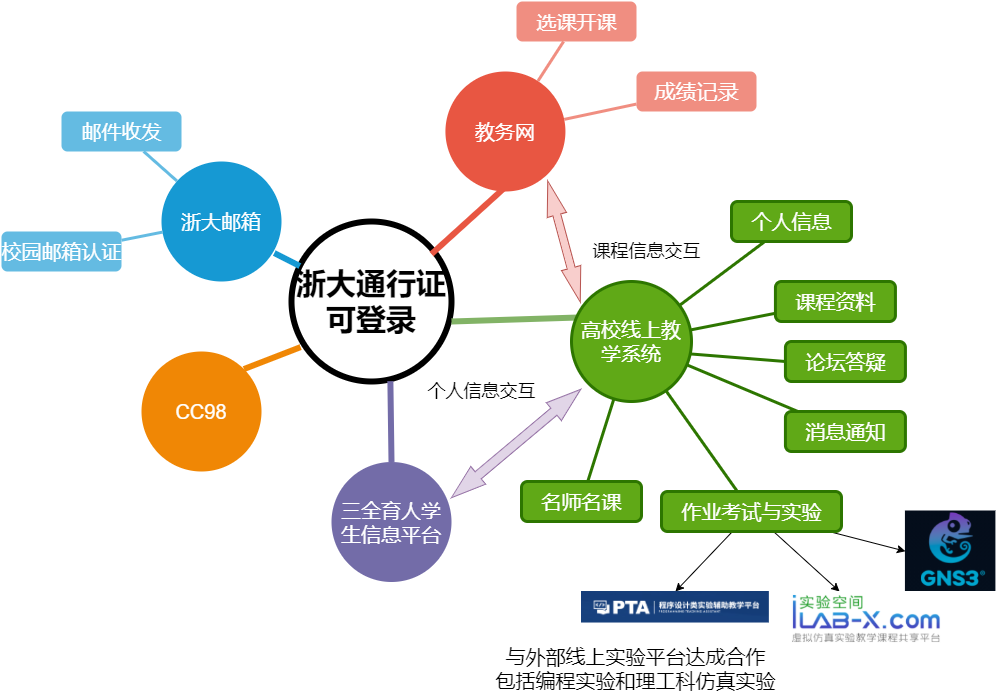 选课开课
成绩记录
教务网
邮件收发
浙大邮箱
校园邮箱认证
浙大通行证
可登录
课程信息交互
个人信息
课程资料
高校线上教
学系统
论坛答疑
消息通知
个人信息交互
CC98
三全育人学
生信息平台
名师名课
作业考试与实验
GNS3
PTA 程序设计类实验辅助教学平台
PROGRAMMING TEACHING ASSISTANT
实验空间
iLAB-X.com
虚拟仿真实验教学课程共享平台
与外部线上实验平台达成合作
包括编程实验和理工科仿真实验